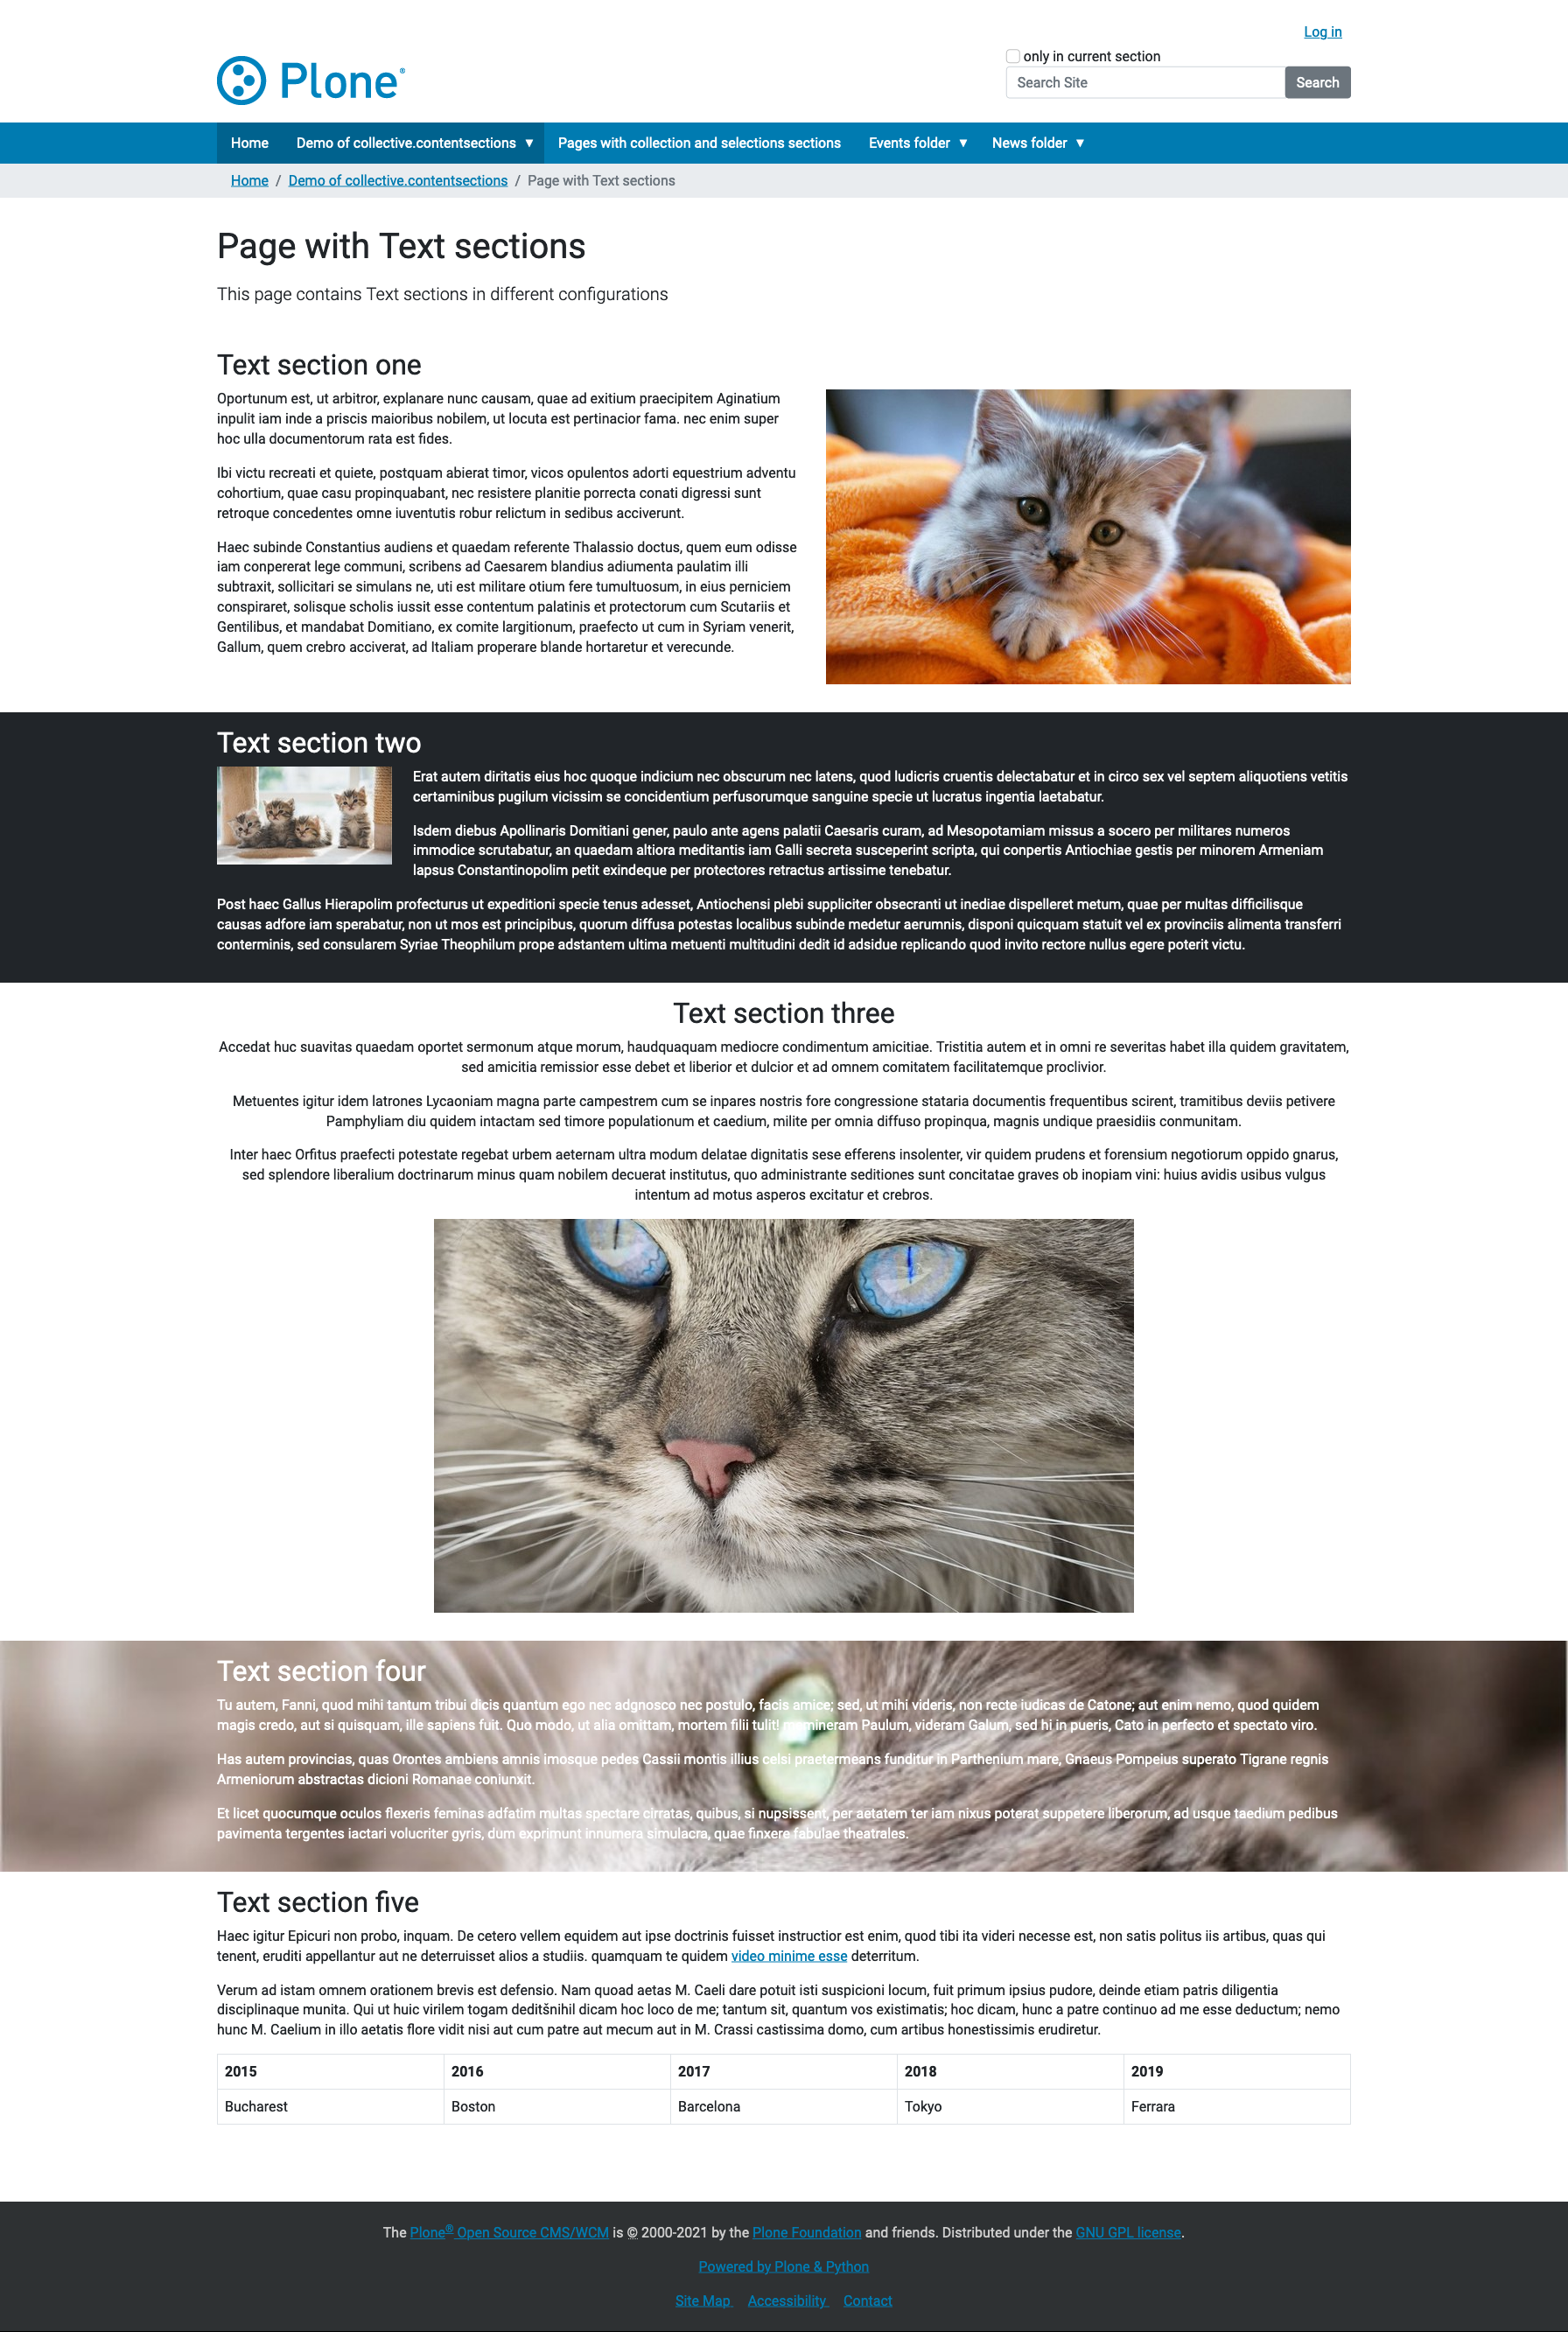 Log in
only in current section
Plone®
Search Site
Search
Home
Demo of collective.contentsections ▼
Pages with collection and selections sections
Events folder ▼
News folder ▼
Home / Demo of collective.contentsections / Page with Text sections
Page with Text sections
This page contains Text sections in different configurations
Text section one
Oportunum est, ut arbitror, explanare nunc causam, quae ad exitium praecipitem Aginatium
inpulit iam inde a priscis maioribus nobilem, ut locuta est pertinacior fama. nec enim super
hoc ulla documentorum rata est fides.
Ibi victu recreati et quiete, postquam abierat timor, vicos opulentos adorti equestrium adventu
cohortium, quae casu propinquabant, nec resistere planitie porrecta conati digressi sunt
retroque concedentes omne iuventutis robur relictum in sedibus acciverunt.
Haec subinde Constantius audiens et quaedam referente Thalassio doctus, quem eum odisse
iam conpererat lege communi, scribens ad Caesarem blandius adiumenta paulatim illi
subtraxit, sollicitari se simulans ne, uti est militare otium fere tumultuosum, in eius perniciem
conspiraret, solisque scholis iussit esse contentum palatinis et protectorum cum Scutariis et
Gentilibus, et mandabat Domitiano, ex comite largitionum, praefecto ut cum in Syriam venerit,
Gallum, quem crebro acciverat, ad Italiam properare blande hortaretur et verecunde.
Text section two
Erat autem diritatis eius hoc quoque indicium nec obscurum nec latens, quod ludicris cruentis delectabatur et in circo sex vel septem aliquotiens vetitis
certaminibus pugilum vicissim se concidentium perfusorumque sanguine specie ut lucratus ingentia laetabatur.
Isdem diebus Apollinaris Domitiani gener, paulo ante agens palatii Caesaris curam, ad Mesopotamiam missus a socero per militares numeros
immodice scrutabatur, an quaedam altiora meditantis iam Galli secreta susceperint scripta, qui conpertis Antiochiae gestis per minorem Armeniam
lapsus Constantinopolim petit exindeque per protectores retractus artissime tenebatur.
Post haec Gallus Hierapolim profecturus ut expeditioni specie tenus adesset, Antiochensi plebi suppliciter obsecranti ut inediae dispelleret metum, quae per multas difficilisque
causas adfore iam sperabatur, non ut mos est principibus, quorum diffusa potestas localibus subinde medetur aerumnis, disponi quicquam statuit vel ex provinciis alimenta transferri
conterminis, sed consularem Syriae Theophilum prope adstantem ultima metuenti multitudini dedit id adsidue replicando quod invito rectore nullus egere poterit victu.
Text section three
Accedat huc suavitas quaedam oportet sermonum atque morum, haudquaquam mediocre condimentum amicitiae. Tristitia autem et in omni re severitas habet illa quidem gravitatem,
sed amicitia remissior esse debet et liberior et dulcior et ad omnem comitatem facilitatemque proclivior.
Metuentes igitur idem latrones Lycaoniam magna parte campestrem cum se inpares nostris fore congressione stataria documentis frequentibus scirent, tramitibus deviis petivere
Pamphyliam diu quidem intactam sed timore populationum et caedium, milite per omnia diffuso propinqua, magnis undique praesidiis conmunitam.
Inter haec Orfitus praefecti potestate regebat urbem aeternam ultra modum delatae dignitatis sese efferens insolenter, vir quidem prudens et forensium negotiorum oppido gnarus,
sed splendore liberalium doctrinarum minus quam nobilem decuerat institutus, quo administrante seditiones sunt concitatae graves ob inopiam vini: huius avidis usibus vulgus
intentum ad motus asperos excitatur et crebros.
Text section four
Tu autem, Fanni, quod mihi tantum tribui dicis quantum ego nec adgnosco nec postulo, facis amice; sed, ut mihi videris, non recte iudicas de Catone; aut enim nemo, quod quidem
magis credo, aut si quisquam, ille sapiens fuit. Quo modo, ut alia omittam, mortem filii tulit! memineram Paulum, videram Galum, sed hi in pueris, Cato in perfecto et spectato viro.
Has autem provincias, quas Orontes ambiens amnis imosque pedes Cassii montis illius celsi praetermeans funditur in Parthenium mare, Gnaeus Pompeius superato Tigrane regnis
Armeniorum abstractas dicioni Romanae coniunxit.
Et licet quocumque oculos flexeris feminas adfatim multas spectare cirratas, quibus, si nupsissent, per aetatem ter iam nixus poterat suppetere liberorum, ad usque taedium pedibus
pavimenta tergentes iactari volucriter gyris, dum exprimunt innumera simulacra, quae finxere fabulae theatrales.
Text section five
Haec igitur Epicuri non probo, inquam. De cetero vellem equidem aut ipse doctrinis fuisset instructior est enim, quod tibi ita videri necesse est, non satis politus iis artibus, quas qui
tenent, eruditi appellantur aut ne deterruisset alios a studiis. quamquam te quidem video minime esse deterritum.
Verum ad istam omnem orationem brevis est defensio. Nam quoad aetas M. Caeli dare potuit isti suspicioni locum, fuit primum ipsius pudore, deinde etiam patris diligentia
disciplinaque munita. Qui ut huic virilem togam deditšnihil dicam hoc loco de me; tantum sit, quantum vos existimatis; hoc dicam, hunc a patre continuo ad me esse deductum; nemo
hunc M. Caelium in illo aetatis flore vidit nisi aut cum patre aut mecum aut in M. Crassi castissima domo, cum artibus honestissimis erudiretur.
2015 2016 2017 2018 2019
Bucharest Boston Barcelona Tokyo Ferrara
The Plone® Open Source CMS/WCM is © 2000-2021 by the Plone Foundation and friends. Distributed under the GNU GPL license.
Powered by Plone & Python
Site Map Accessibility Contact